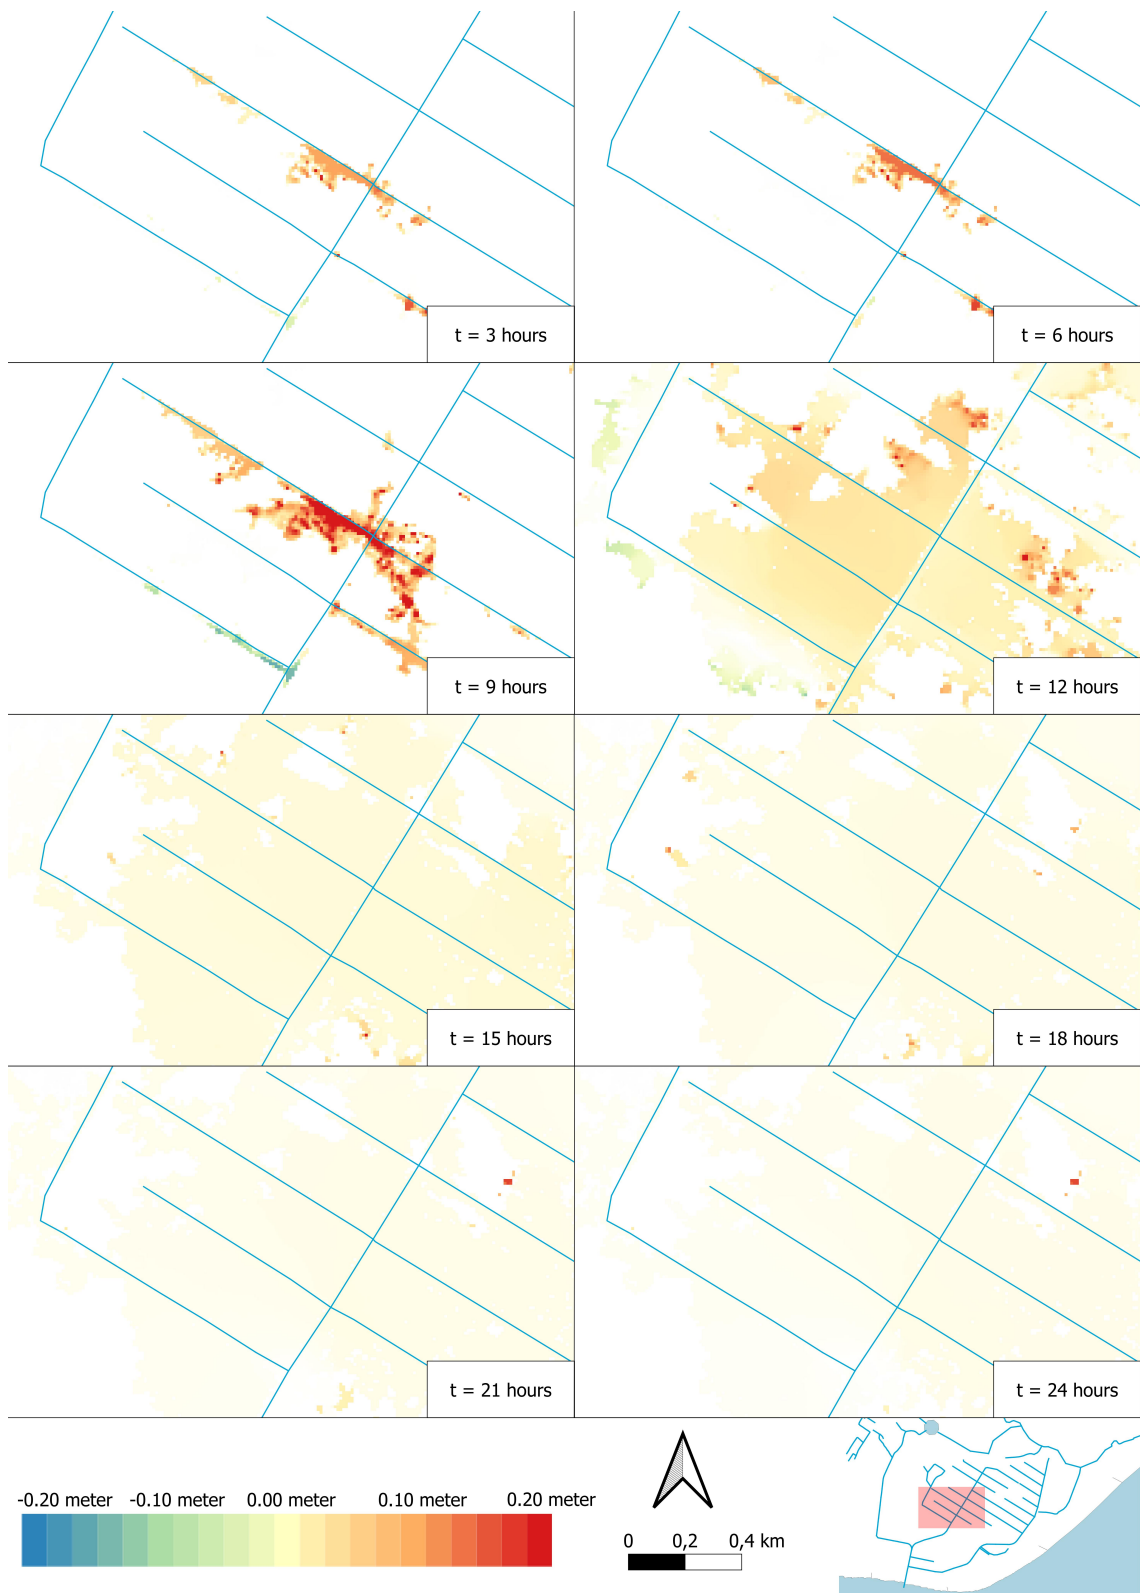 t = 3 hours
t = 6 hours
t = 9 hours
t = 12 hours
t = 15 hours
t = 18 hours
t = 21 hours
t = 24 hours
-0.20 meter -0.10 meter 0.00 meter 0.10 meter 0.20 meter
0 0,2 0,4 km